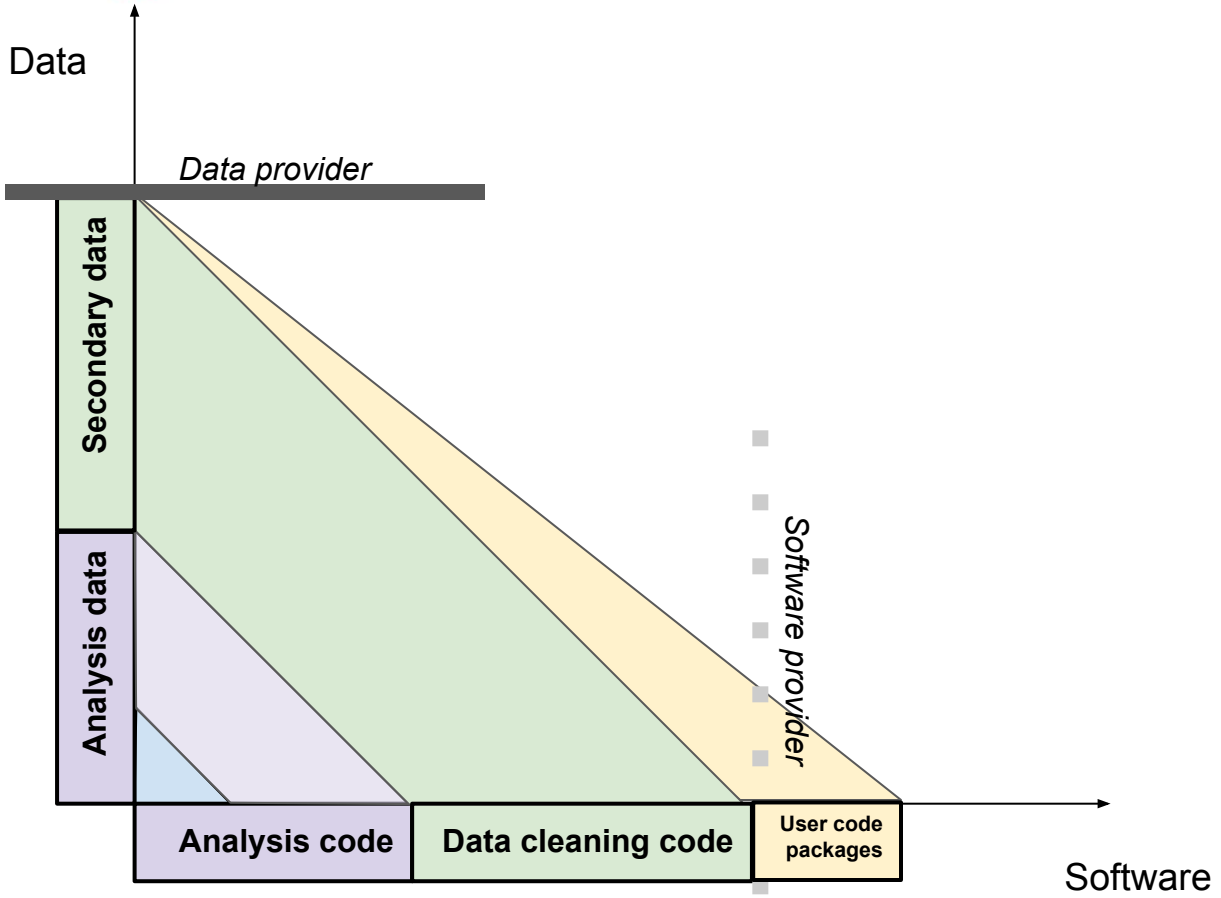 Data
Data provider
Secondary data
Analysis data
Software provider
Analysis code
Data cleaning code
User code
packages
Software